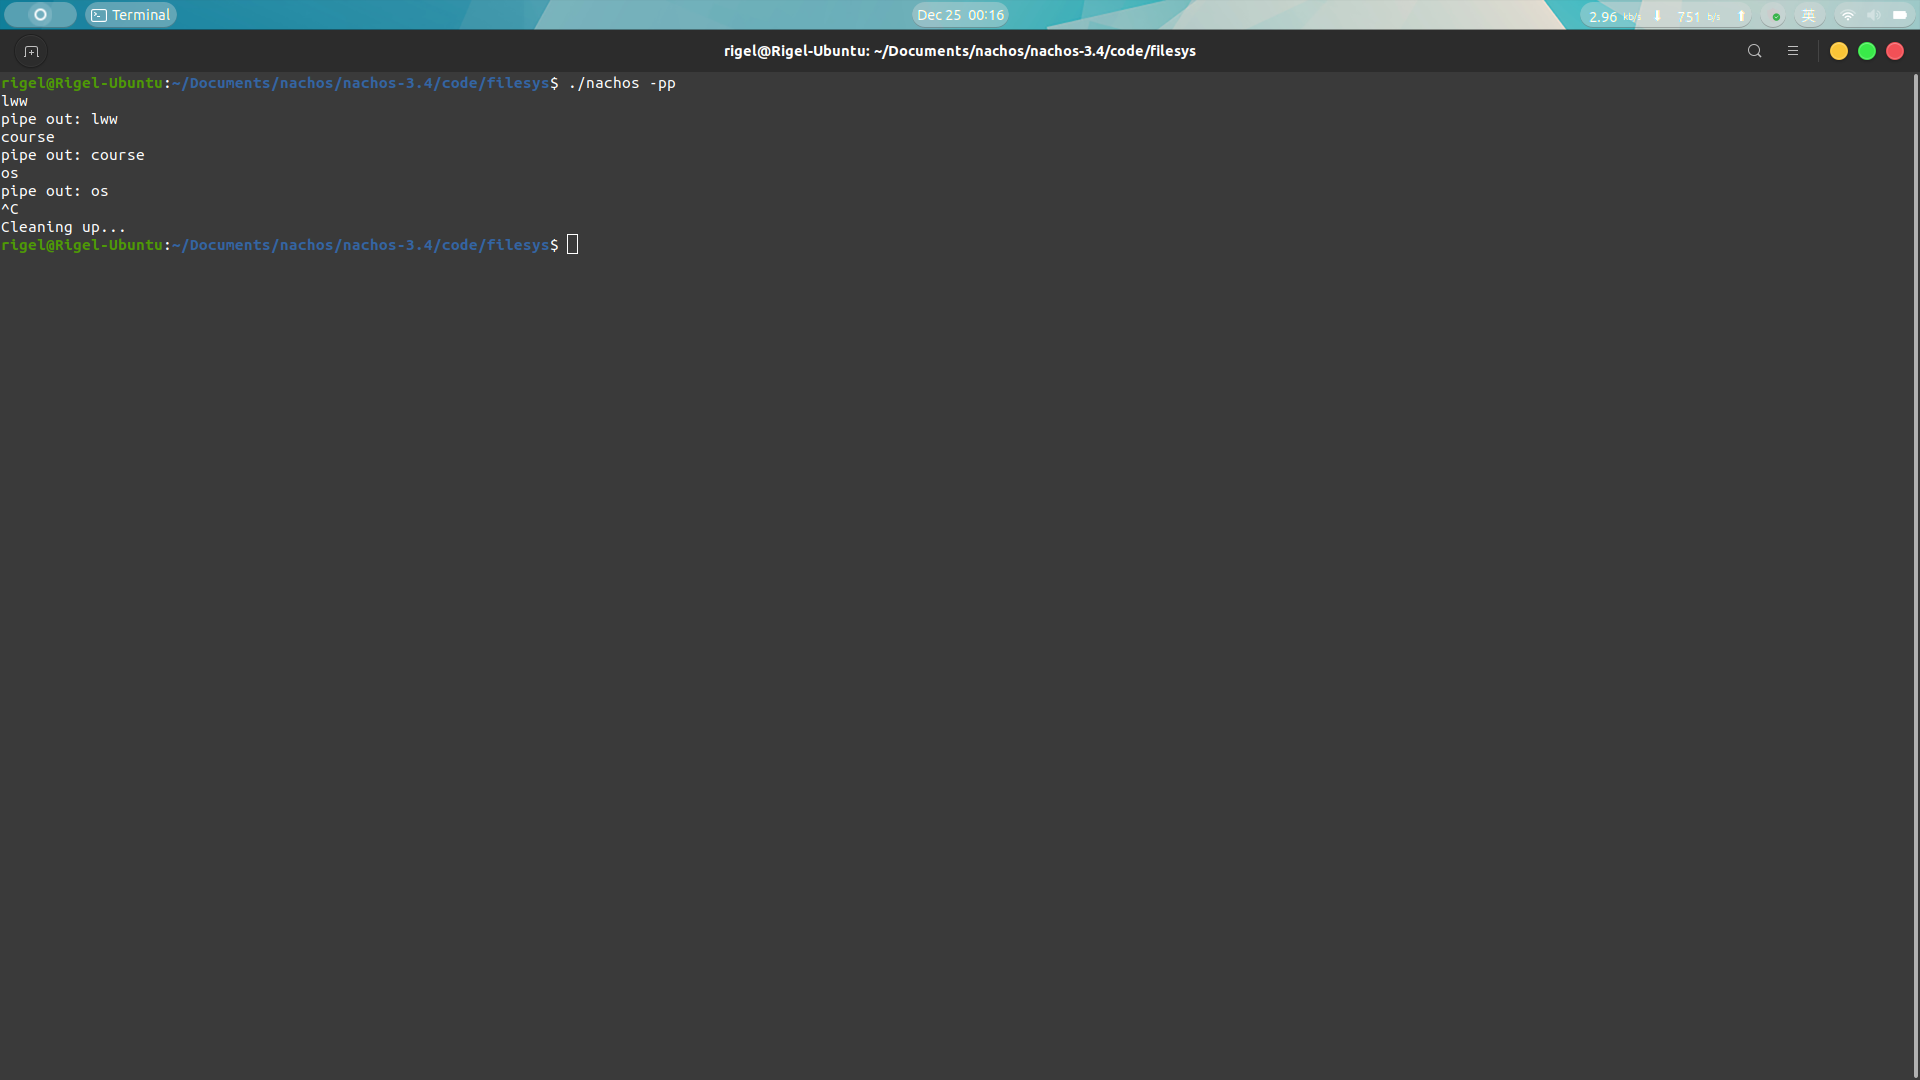 Terminal
Dec 25 00:16
2.96 kb/s ⬇ 751 b/s ⬆ 英
rigel@Rigel-Ubuntu: ~/Documents/nachos/nachos-3.4/code/filesys
rigel@Rigel-Ubuntu:~/Documents/nachos/nachos-3.4/code/filesys$ ./nachos -pp
lww
pipe out: lww
course
pipe out: course
os
pipe out: os
^C
Cleaning up...
rigel@Rigel-Ubuntu:~/Documents/nachos/nachos-3.4/code/filesys$